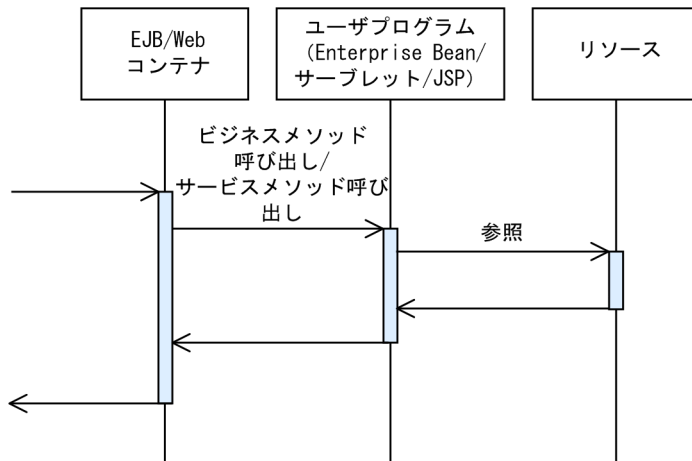 EJB/Web
コンテナ
ユーザプログラム
(Enterprise Bean/
サーブレット/JSP)
リソース
ビジネスメソッド
呼び出し/
サービスメソッド呼び
出し
参照